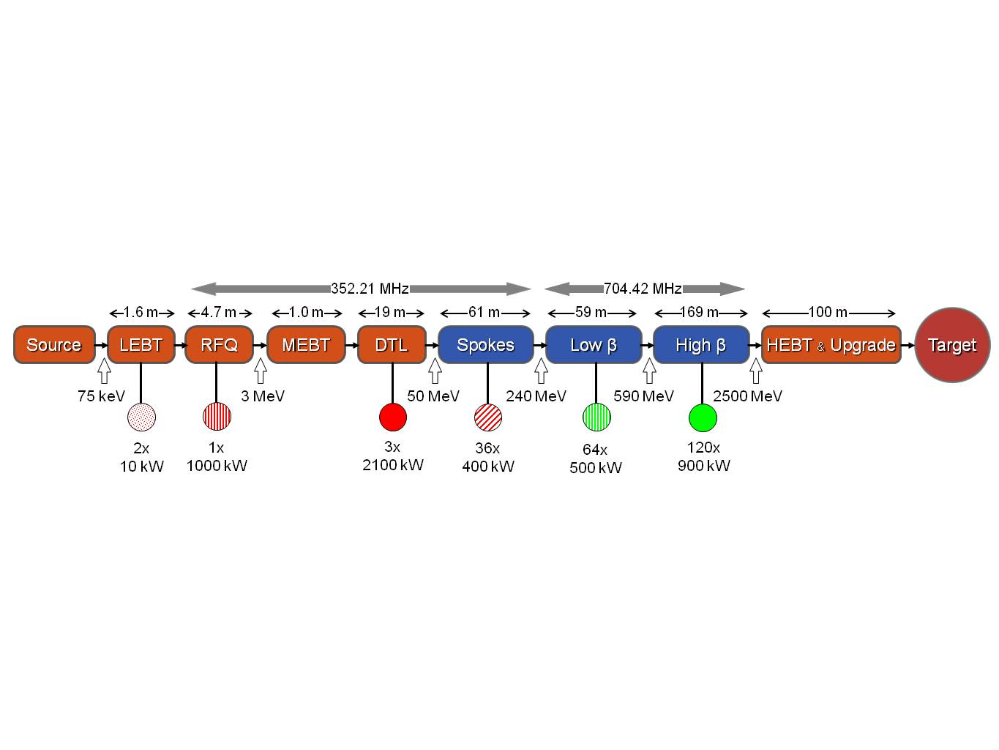 352.21 MHz 704.42 MHz
1.6 m 4.7 m 1.0 m 19 m 61 m 59 m 169 m 100 m
Source LEBT RFQ MEBT DTL Spokes Low β High β HEBT & Upgrade Target
75 keV 3 MeV 50 MeV 240 MeV 590 MeV 2500 MeV
2x 1x 3x 36x 64x 120x
10 kW 1000 kW 2100 kW 400 kW 500 kW 900 kW